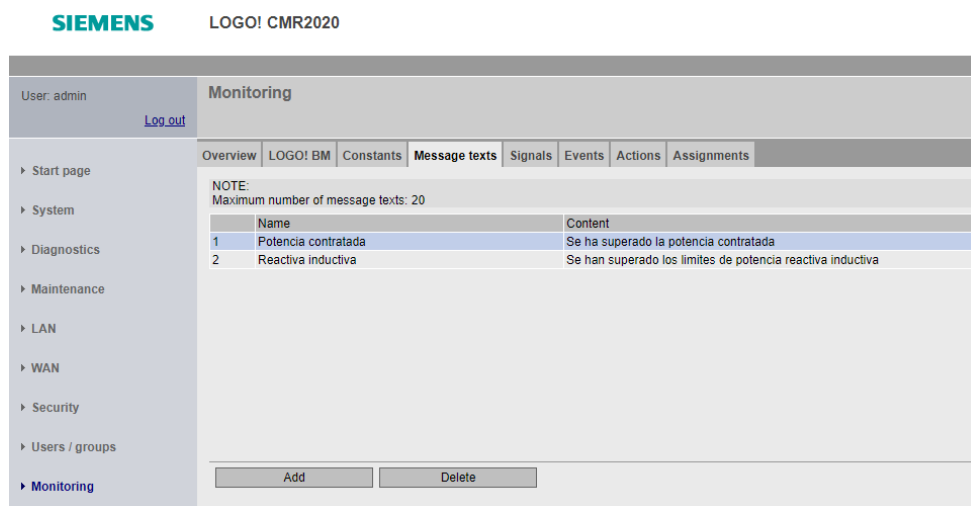 SIEMENS LOGO! CMR2020
User: admin
Log out
Monitoring
Overview LOGO! BM Constants Message texts Signals Events Actions Assignments
Start page
System
Diagnostics
Maintenance
LAN
WAN
Security
Users / groups
Monitoring
NOTE:
Maximum number of message texts: 20
Name Content
1 Potencia contratada Se ha superado la potencia contratada
2 Reactiva inductiva Se han superado los limites de potencia reactiva inductiva
Add Delete